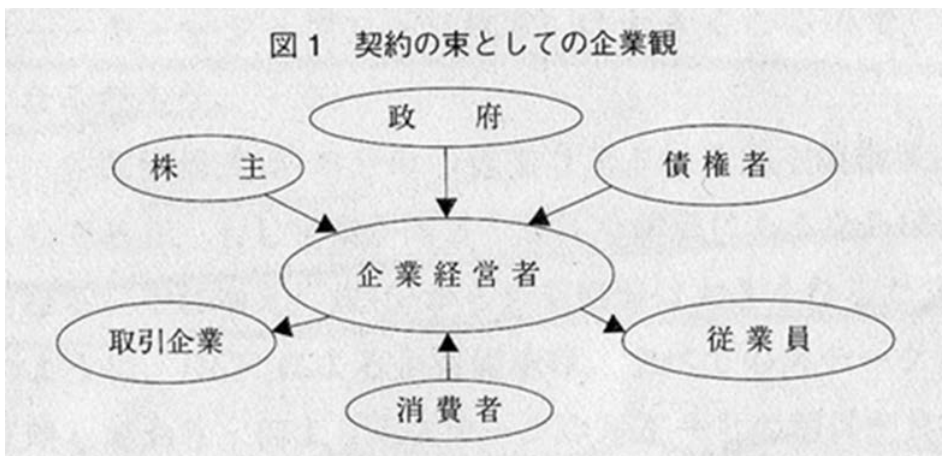 図1 契約の束としての企業観
政府
株主
債権者
企業経営者
取引企業
従業員
消費者